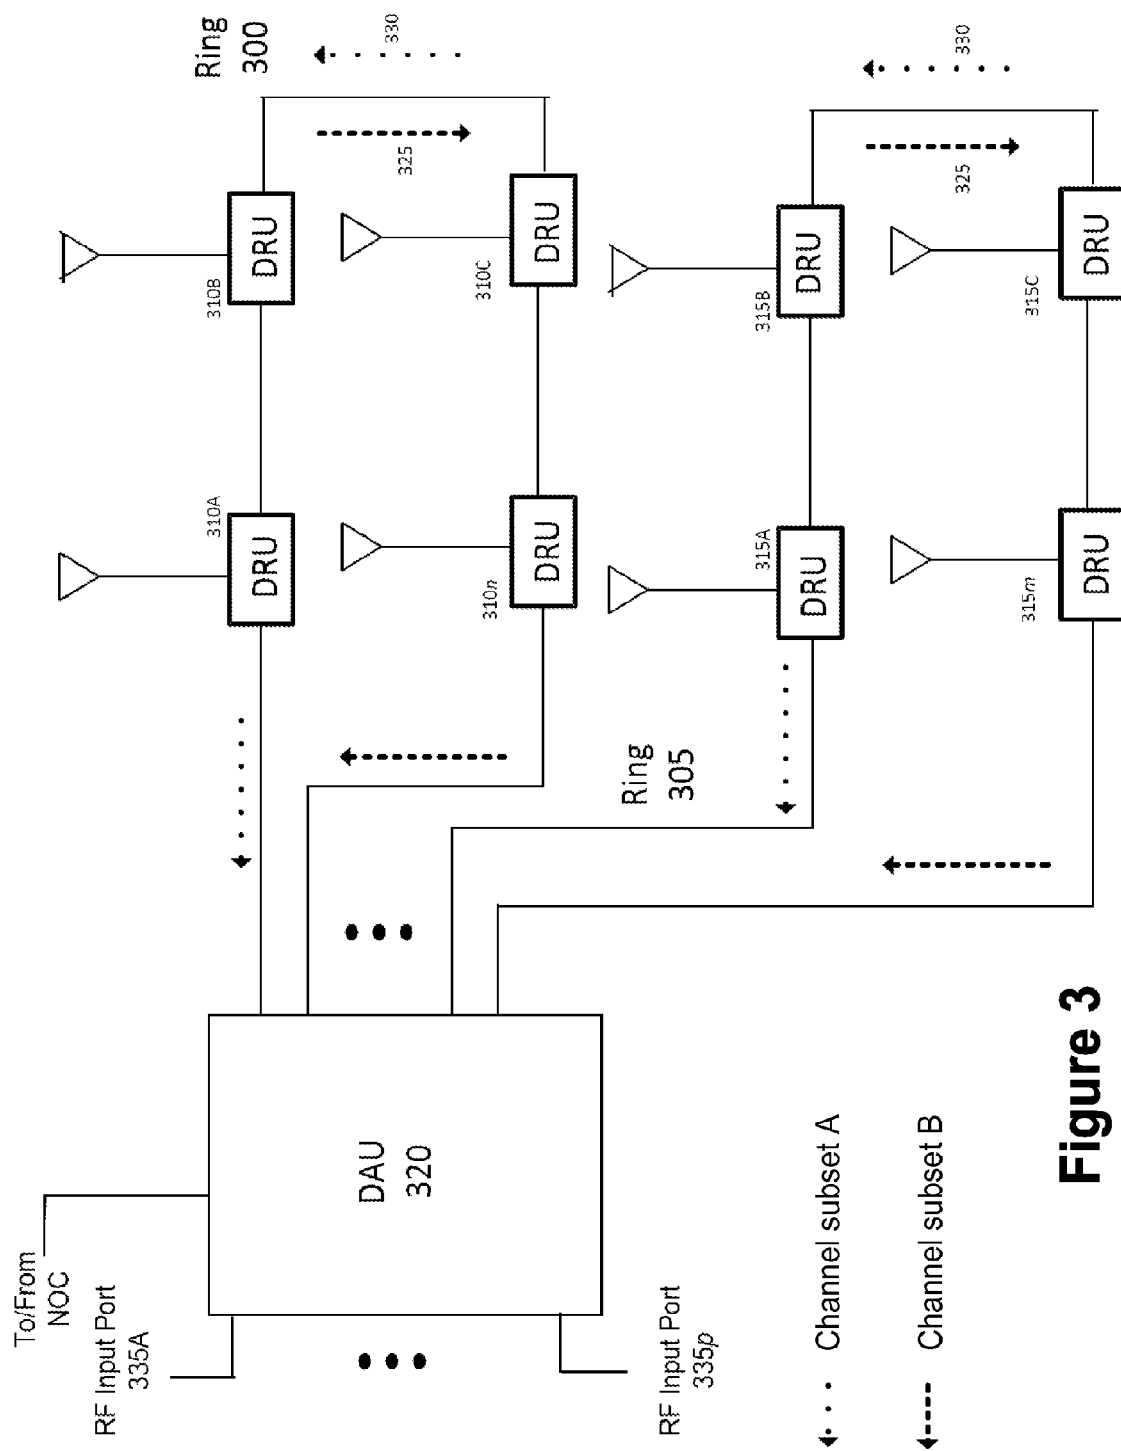 To/From
NOC
RF Input Port
335A
RF Input Port
335p
DAU
320
Ring
300
330
325
310A
DRU
310B
DRU
310C
DRU
310n
DRU
Ring
305
330
325
315A
DRU
315B
DRU
315C
DRU
315m
DRU
Channel subset A
Channel subset B
Figure 3